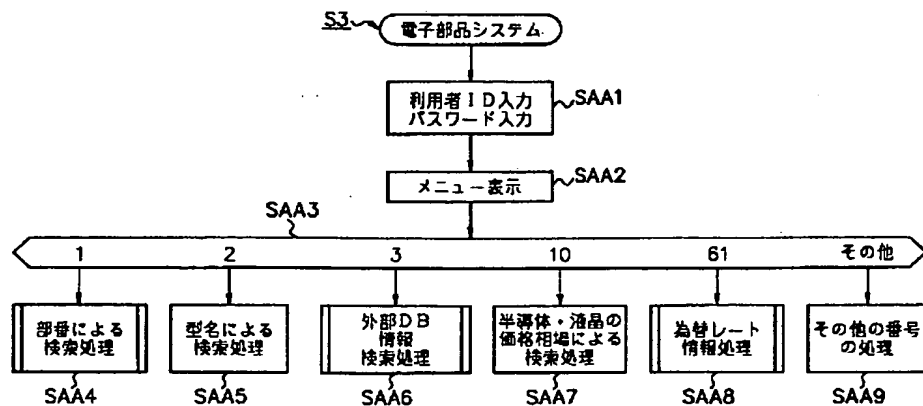 S3
電子部品システム
利用者ID入力
パスワード入力
SAA1
メニュー表示
SAA2
SAA3
1
2
3
10
61
その他
部番による
検索処理
型名による
検索処理
外部DB
情報
検索処理
半導体・液晶の
価格相場による
検索処理
為替レート
情報処理
その他の番号
の処理
SAA4
SAA5
SAA6
SAA7
SAA8
SAA9